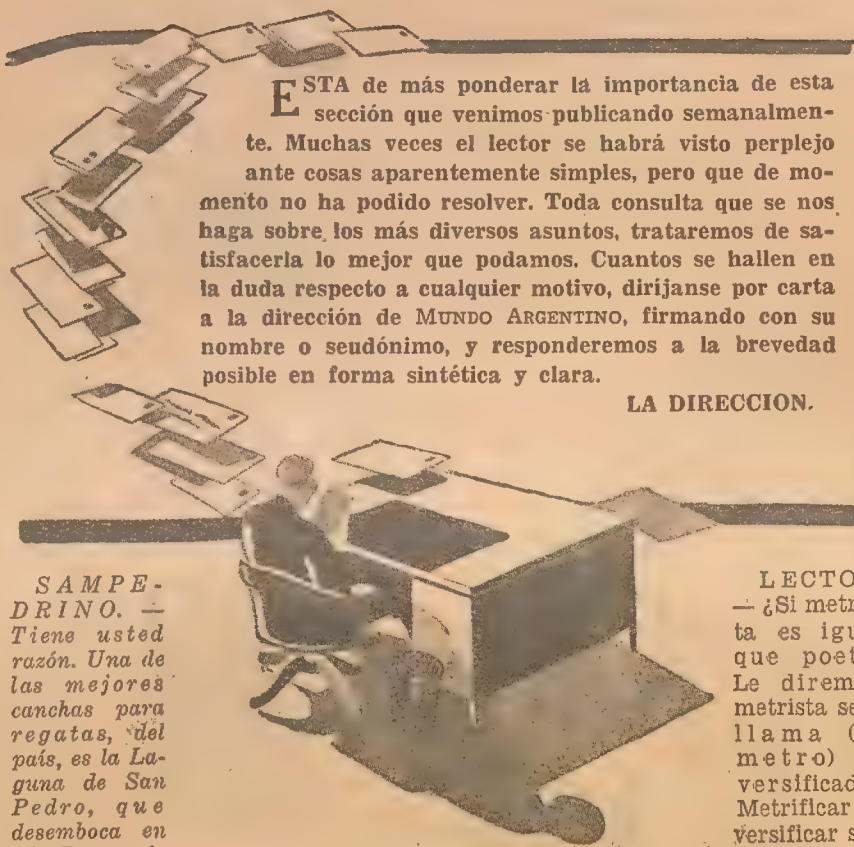 ESTA de más ponderar la importancia de esta
sección que venimos publicando semanalmen-
te. Muchas veces el lector se habrá visto perplejo
ante cosas aparentemente simples, pero que de mo-
mento no ha podido resolver. Toda consulta que se nos
haga sobre los más diversos asuntos, trataremos de sa-
tisfacerla lo mejor que podamos. Cuantos se hallen en
la duda respecto a cualquier motivo, dirijanse por carta
a la dirección de MUNDO ARGENTINO, firmando con su
nombre o seudónimo, y responderemos a la brevedad
posible en forma sintética y clara.
LA DIRECCION.
SAMPE-
DRINO. —
Tiene usted
razón. Una de
las mejores
canchas para
regatas, del
país, es la La-
guna de San
Pedro, que
desemboca en
LECTO
— ¿Si metr
ta es igu
que poet
Le direm
metrista se
llama (
metro)
versificad
Metrificar
versificar s